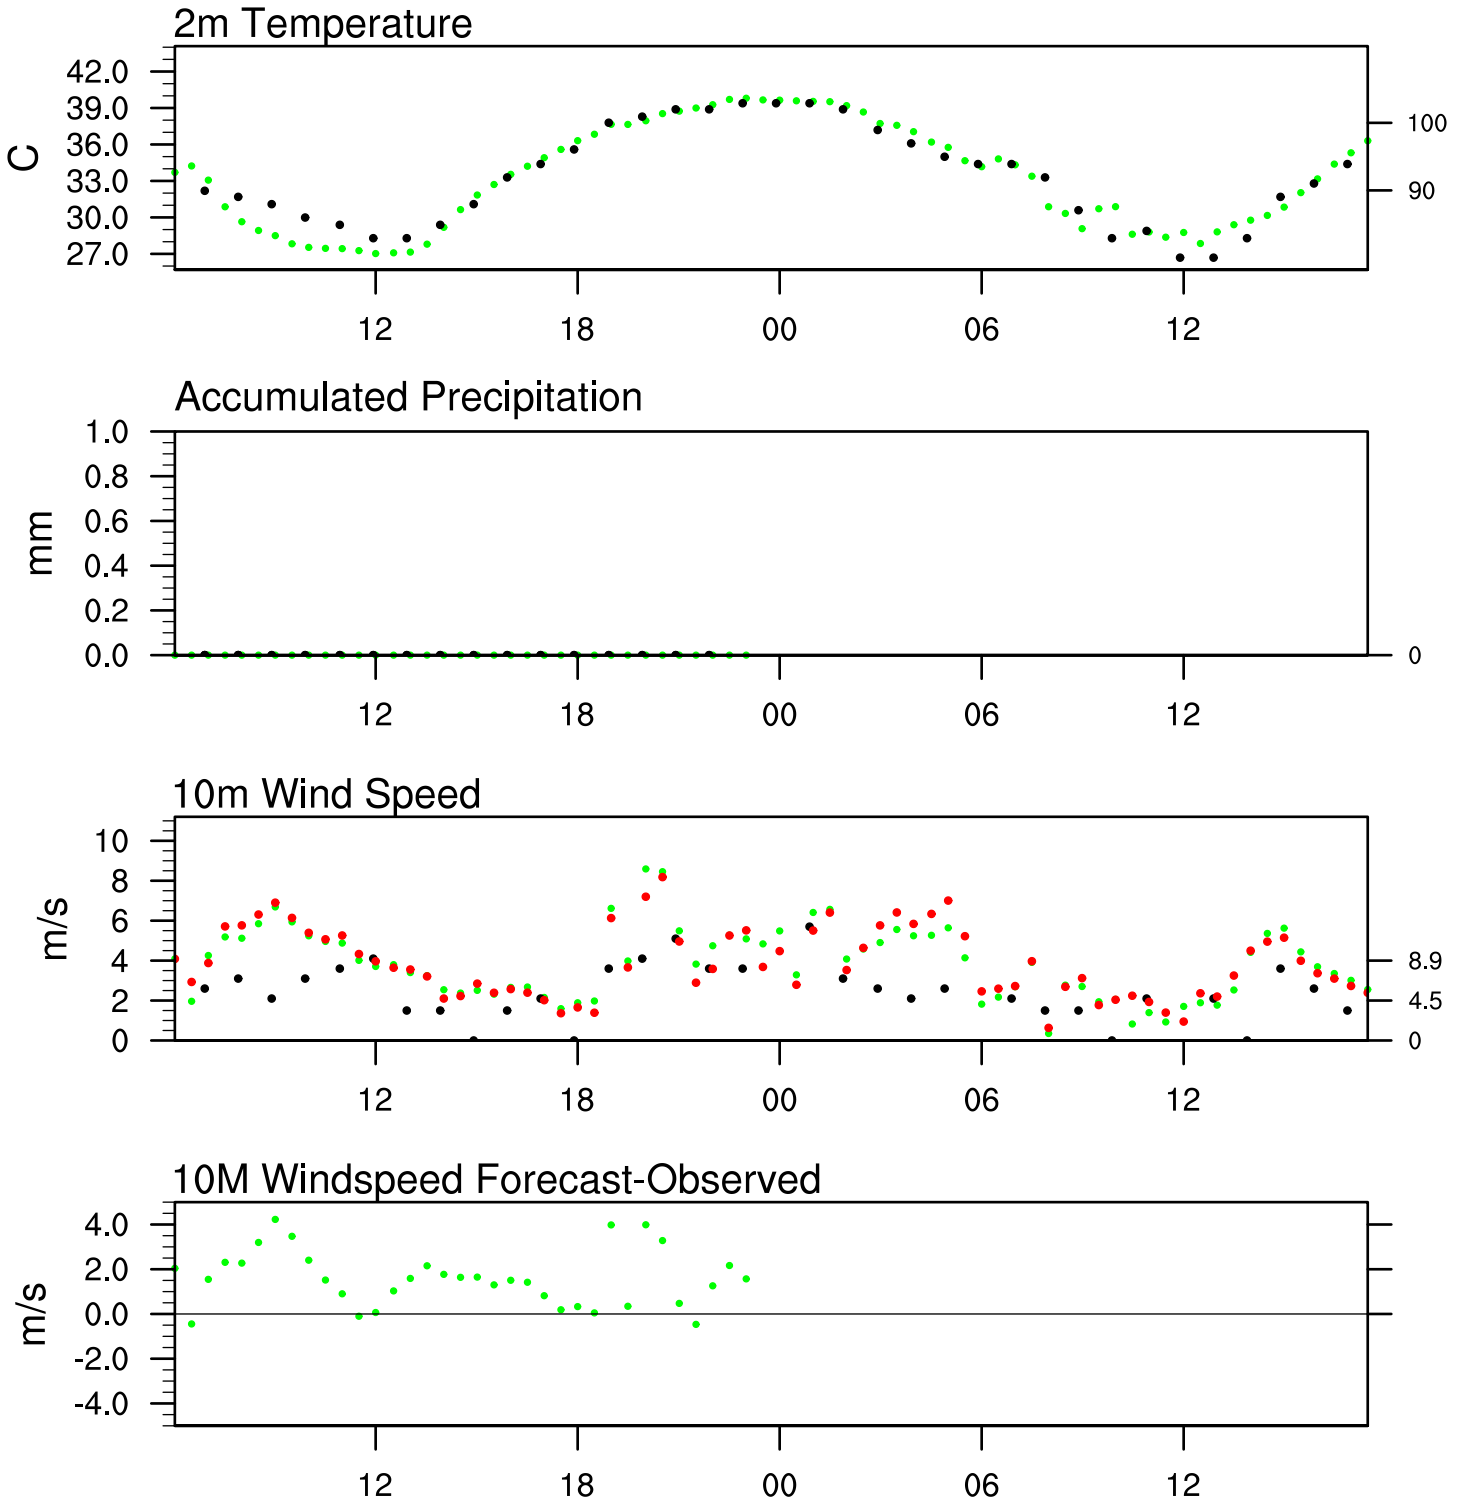 2m Temperature
42.0
39.0
36.0
33.0
30.0
27.0
C
100
90
12 18 00 06 12
Accumulated Precipitation
1.0
0.8
0.6
0.4
0.2
0.0
mm
0
12 18 00 06 12
10m Wind Speed
10
8
6
4
2
0
m/s
8.9
4.5
0
12 18 00 06 12
10M Windspeed Forecast-Observed
4.0
2.0
0.0
-2.0
-4.0
m/s
12 18 00 06 12